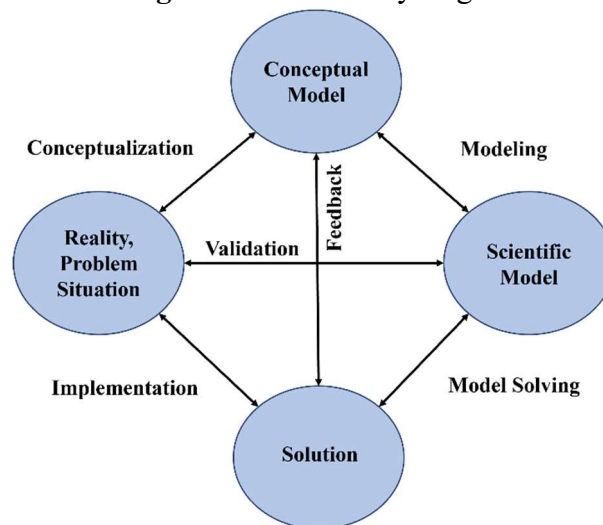 Conceptual
Model
Conceptualization
Modeling
Feedback
Reality,
Problem
Situation
Validation
Scientific
Model
Implementation
Model Solving
Solution